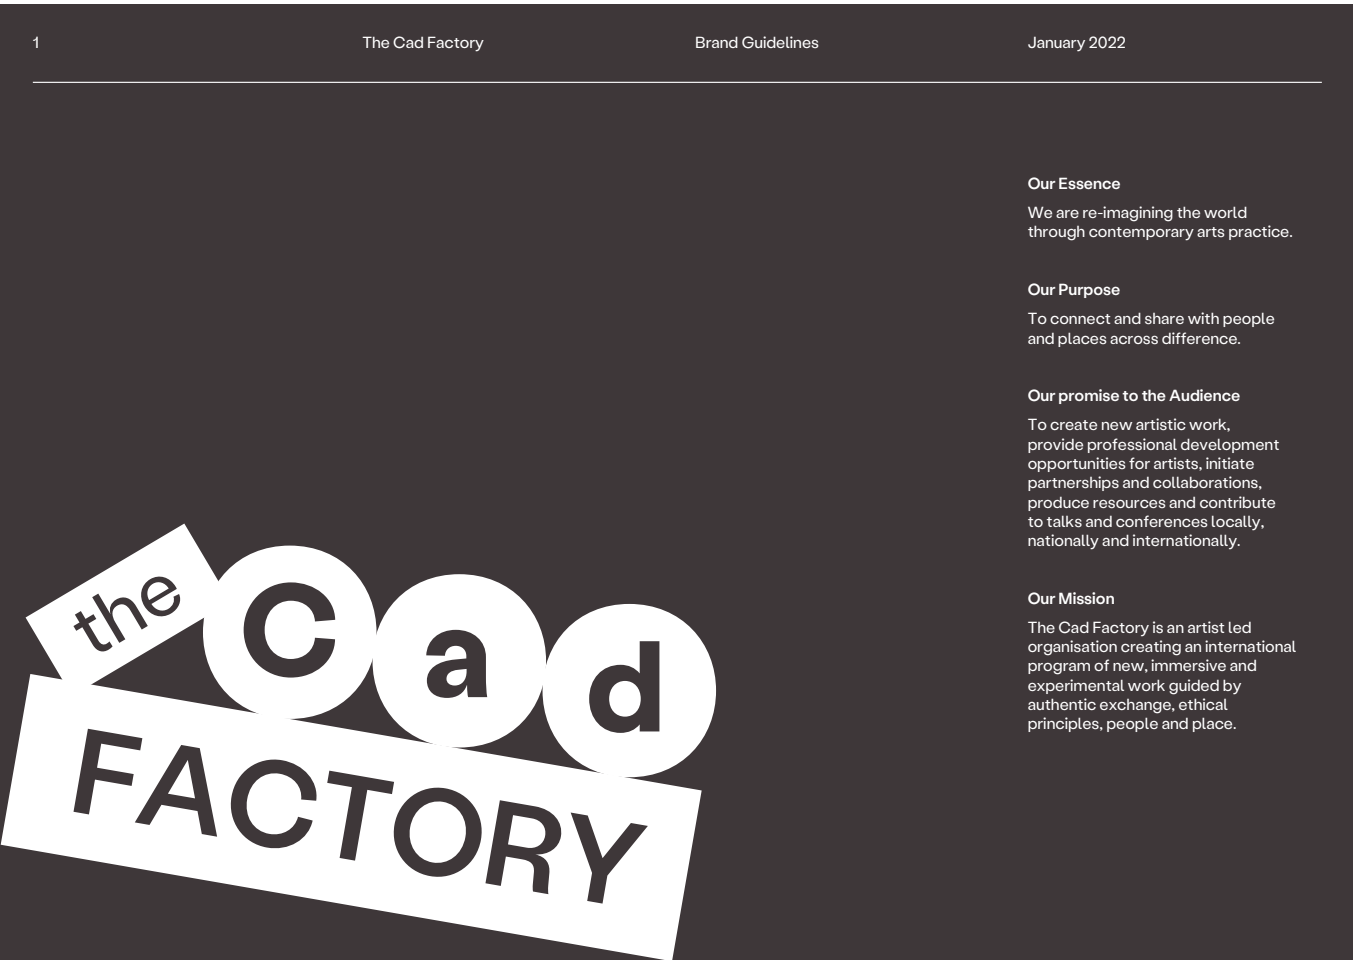 1
The Cad Factory
Brand Guidelines
January 2022
Our Essence
We are re-imagining the world
through contemporary arts practice.
Our Purpose
To connect and share with people
and places across difference.
Our promise to the Audience
To create new artistic work,
provide professional development
opportunities for artists, initiate
partnerships and collaborations,
produce resources and contribute
to talks and conferences locally,
nationally and internationally.
Our Mission
The Cad Factory is an artist led
organisation creating an international
program of new, immersive and
experimental work guided by
authentic exchange, ethical
principles, people and place.
the Cad
FACTORY